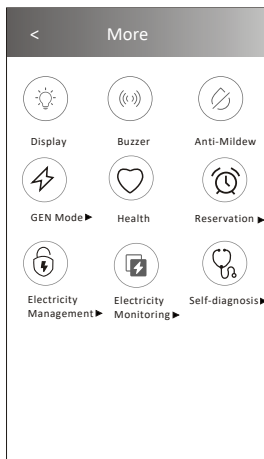 < More
Display Buzzer Anti-Mildew
GEN Mode▶ Health Reservation▶
Electricity Management▶ Electricity Monitoring▶ Self-diagnosis▶